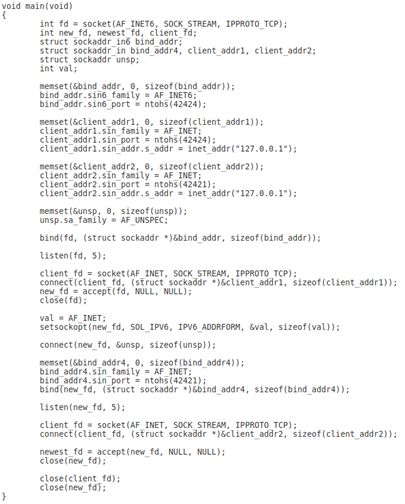 void main(void)
{
int fd = socket(AF_INET6, SOCK_STREAM, IPPROTO_TCP);
int new_fd, newest_fd, client_fd;
struct sockaddr_in6 bind_addr;
struct sockaddr_in bind_addr4, client_addr1, client_addr2;
struct sockaddr unsp;
int val;
memset(&bind_addr, 0, sizeof(bind_addr));
bind_addr.sin6_family = AF_INET6;
bind_addr.sin6_port = ntohs(42424);
memset(&client_addr1, 0, sizeof(client_addr1));
client_addr1.sin_family = AF_INET;
client_addr1.sin_port = ntohs(42424);
client_addr1.sin_addr.s_addr = inet_addr("127.0.0.1");
memset(&client_addr2, 0, sizeof(client_addr2));
client_addr2.sin_family = AF_INET;
client_addr2.sin_port = ntohs(42421);
client_addr2.sin_addr.s_addr = inet_addr("127.0.0.1");
memset(&unsp, 0, sizeof(unsp));
unsp.sa_family = AF_UNSPEC;
bind(fd, (struct sockaddr *)&bind_addr, sizeof(bind_addr));
listen(fd, 5);
client_fd = socket(AF_INET, SOCK_STREAM, IPPROTO_TCP);
connect(client_fd, (struct sockaddr *)&client_addr1, sizeof(client_addr1));
new_fd = accept(fd, NULL, NULL);
close(fd);
val = AF_INET;
setsockopt(new_fd, SOL_IPV6, IPV6_ADDRFORM, &val, sizeof(val));
connect(new_fd, &unsp, sizeof(unsp));
memset(&bind_addr4, 0, sizeof(bind_addr4));
bind_addr4.sin_family = AF_INET;
bind_addr4.sin_port = ntohs(42421);
bind(new_fd, (struct sockaddr *)&bind_addr4, sizeof(bind_addr4));
listen(new_fd, 5);
client_fd = socket(AF_INET, SOCK_STREAM, IPPROTO_TCP);
connect(client_fd, (struct sockaddr *)&client_addr2, sizeof(client_addr2));
newest_fd = accept(new_fd, NULL, NULL);
close(new_fd);
close(client_fd);
close(new_fd);
}